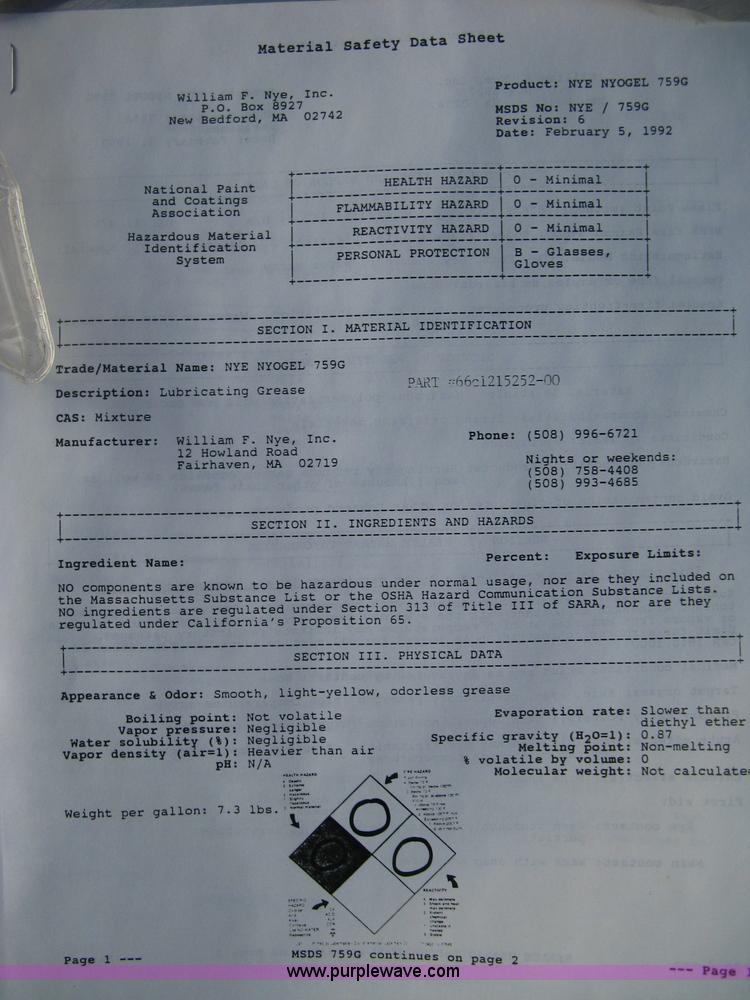 Material Safety Data Sheet
William F. Nye, Inc.
P.O. Box 8927
New Bedford, MA 02742
Product: NYE NYOGEL 759G
MSDS No: NYE / 759G
Revision: 6
Date: February 5, 1992
National Paint
and Coatings
Association
Hazardous Material
Identification
System
HEALTH HAZARD | 0 - Minimal
FLAMMABILITY HAZARD | 0 - Minimal
REACTIVITY HAZARD | 0 - Minimal
PERSONAL PROTECTION | B - Glasses,
Gloves
SECTION I. MATERIAL IDENTIFICATION
Trade/Material Name: NYE NYOGEL 759G
PART #66c1215252-00
Description: Lubricating Grease
CAS: Mixture
Manufacturer: William F. Nye, Inc.
12 Howland Road
Fairhaven, MA 02719
Phone: (508) 996-6721
Nights or weekends:
(508) 758-4408
(508) 993-4685
SECTION II. INGREDIENTS AND HAZARDS
Ingredient Name: Percent: Exposure Limits:
NO components are known to be hazardous under normal usage, nor are they included on
the Massachusetts Substance List or the OSHA Hazard Communication Substance Lists.
NO ingredients are regulated under Section 313 of Title III of SARA, nor are they
regulated under California's Proposition 65.
SECTION III. PHYSICAL DATA
Appearance & Odor: Smooth, light-yellow, odorless grease
Boiling point: Not volatile
Vapor pressure: Negligible
Water solubility (%): Negligible
Vapor density (air=1): Heavier than air
pH: N/A
Evaporation rate: Slower than
diethyl ether
Specific gravity (H2O=1): 0.87
Melting point: Non-melting
% volatile by volume: 0
Molecular weight: Not calculated
Weight per gallon: 7.3 lbs.
HEALTH HAZARD
FIRE HAZARD
0
0
0
REACTIVITY
SPECIFIC
HAZARD
Page 1 ---
MSDS 759G continues on page 2
--- Page 1
www.purplewave.com